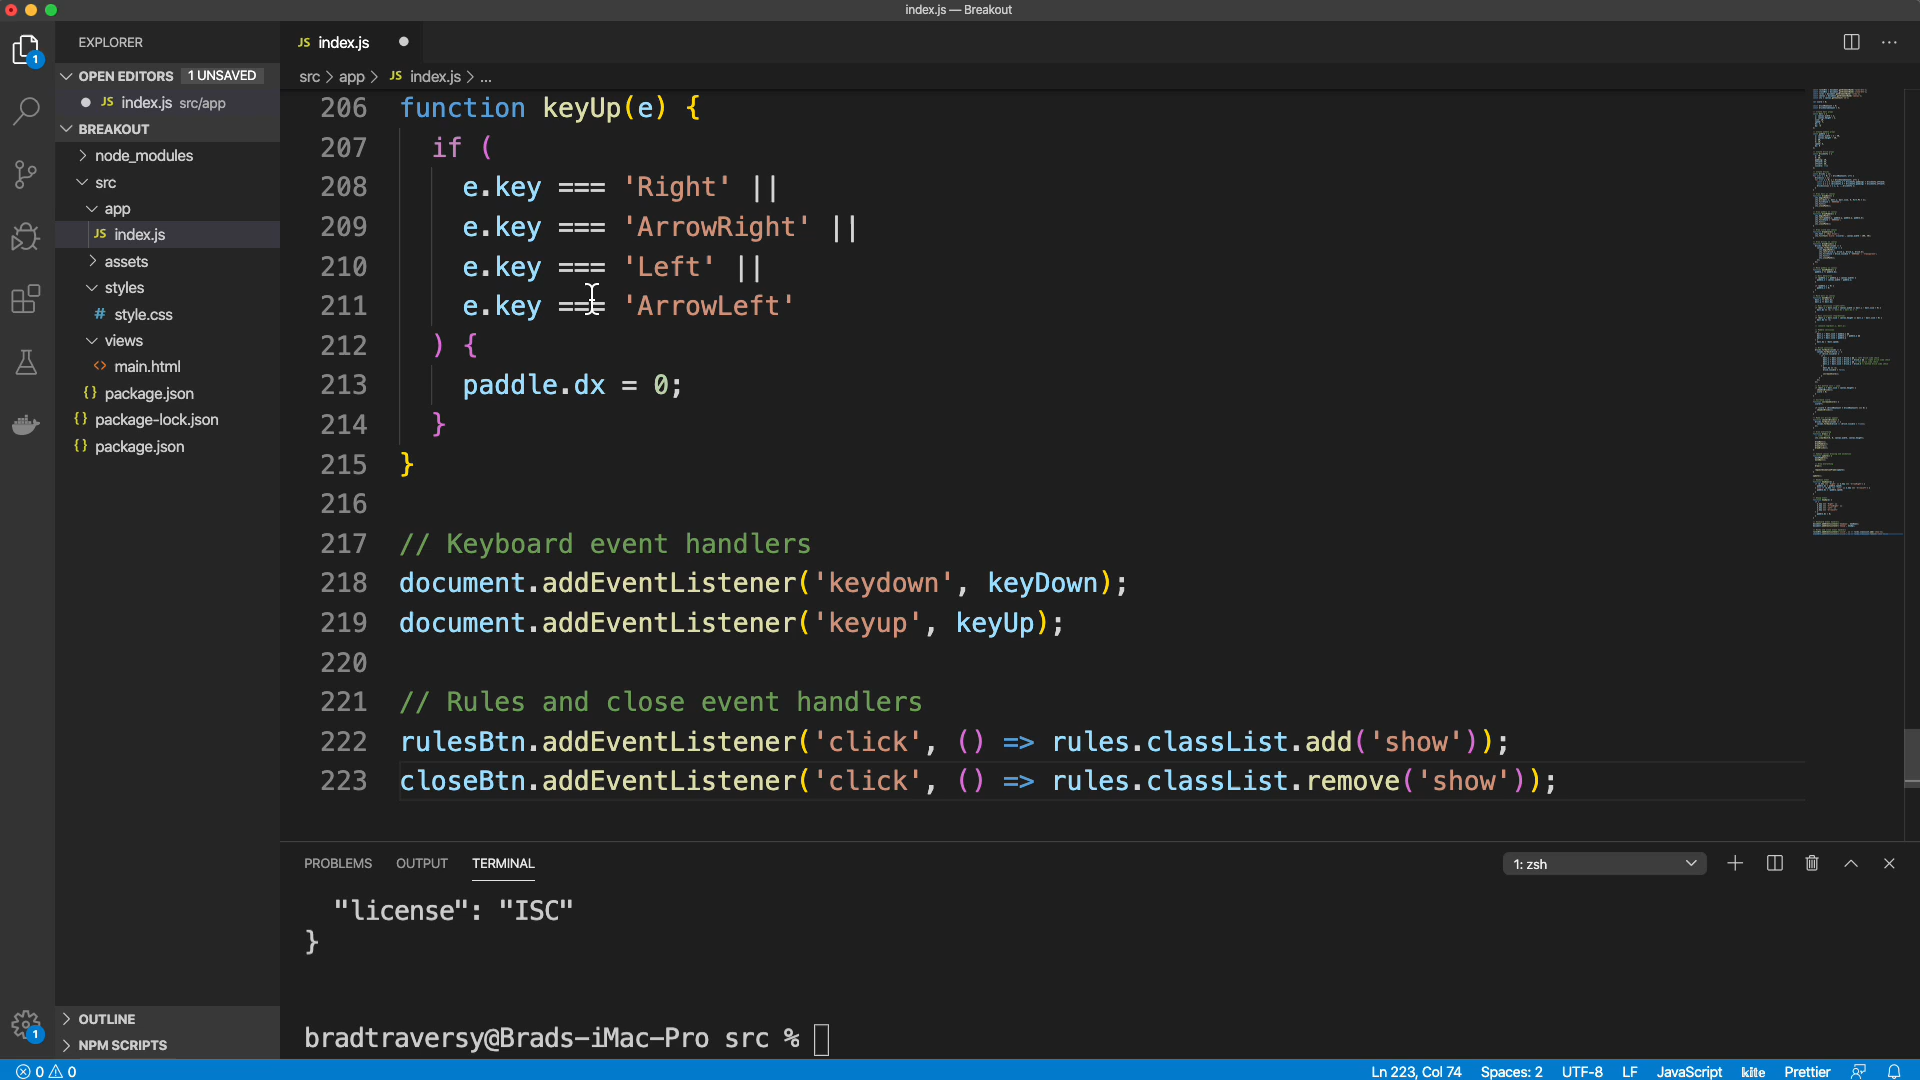 index.js — Breakout
EXPLORER
OPEN EDITORS 1 UNSAVED
JS index.js src/app
BREAKOUT
node_modules
src
app
JS index.js
assets
styles
# style.css
views
<> main.html
{} package.json
{} package-lock.json
{} package.json
OUTLINE
NPM SCRIPTS
1
1
JS index.js
src > app > JS index.js > ...
206 function keyUp(e) {
207 if (
208 e.key === 'Right' ||
209 e.key === 'ArrowRight' ||
210 e.key === 'Left' ||
211 e.key === 'ArrowLeft'
212 ) {
213 paddle.dx = 0;
214 }
215 }
216
217 // Keyboard event handlers
218 document.addEventListener('keydown', keyDown);
219 document.addEventListener('keyup', keyUp);
220
221 // Rules and close event handlers
222 rulesBtn.addEventListener('click', () => rules.classList.add('show'));
223 closeBtn.addEventListener('click', () => rules.classList.remove('show'));
PROBLEMS OUTPUT TERMINAL 1: zsh
"license": "ISC"
}
bradtraversy@Brads-iMac-Pro src %
0 0 Ln 223, Col 74 Spaces: 2 UTF-8 LF JavaScript kite Prettier